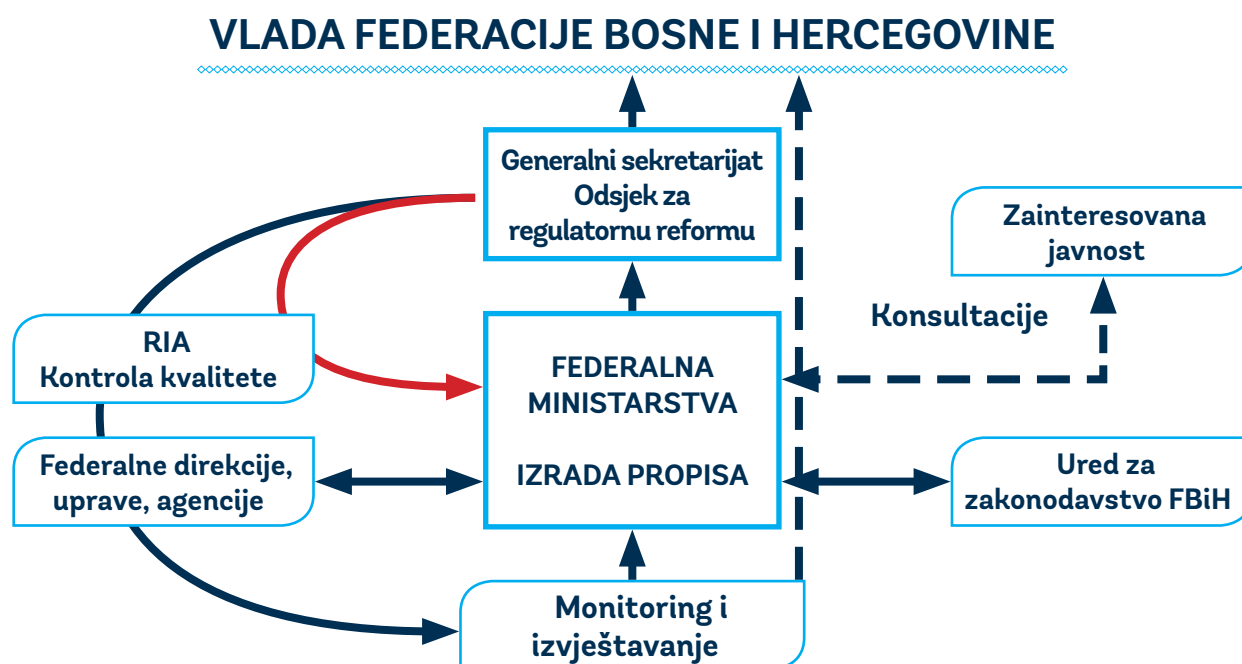 VLADA FEDERACIJE BOSNE I HERCEGOVINE
Generalni sekretarijat
Odsjek za
regulatornu reformu
Zainteresovana
javnost
Konsultacije
RIA
Kontrola kvalitete
FEDERALNA
MINISTARSTVA
IZRADA PROPISA
Federalne direkcije,
uprave, agencije
Ured za
zakonodavstvo FBiH
Monitoring i
izvještavanje